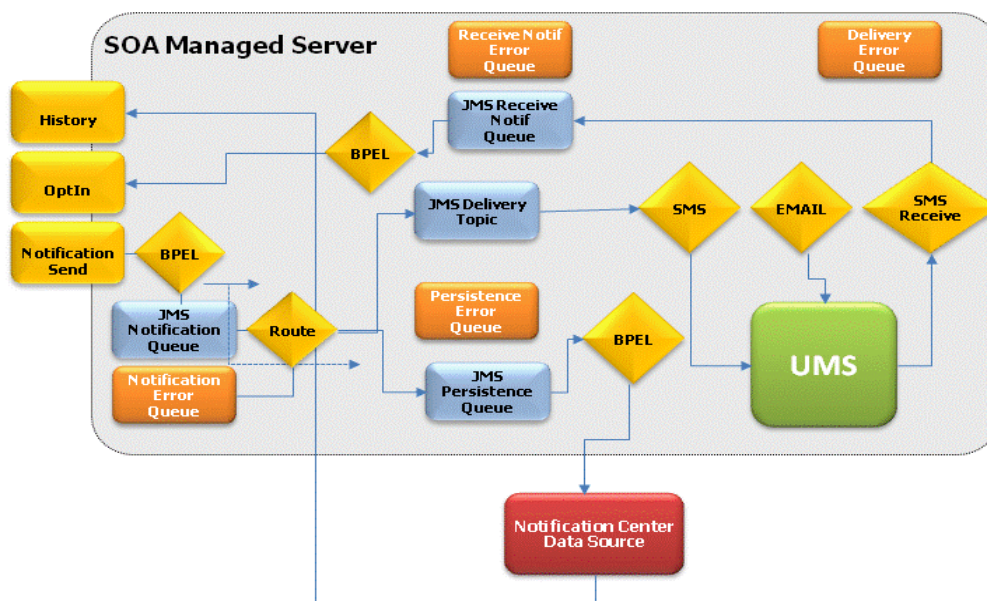 SOA Managed Server
Receive Notif
Error
Queue
Delivery
Error
Queue
History
JMS Receive
Notif
Queue
BPEL
OptIn
JMS Delivery
Topic
SMS
EMAIL
SMS
Receive
Notification
Send
BPEL
JMS
Notification
Queue
Route
Persistence
Error
Queue
BPEL
UMS
Notification
Error
Queue
JMS
Persistence
Queue
Notification Center
Data Source